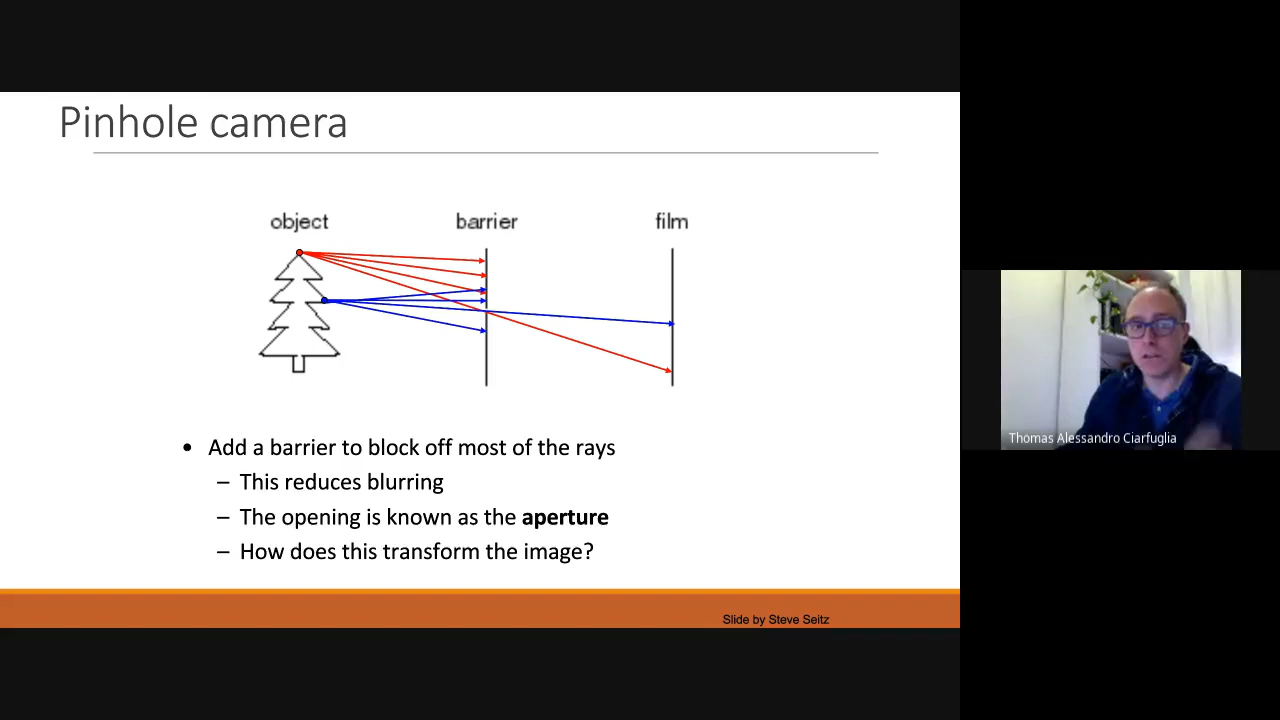 Pinhole camera
object barrier film
• Add a barrier to block off most of the rays
– This reduces blurring
– The opening is known as the aperture
– How does this transform the image?
Slide by Steve Seitz
Thomas Alessandro Ciarfuglia